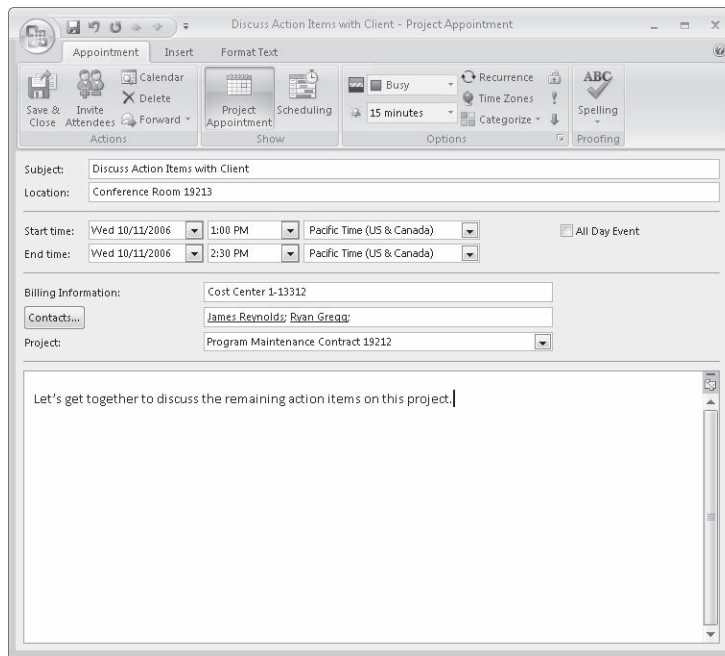 Discuss Action Items with Client - Project Appointment
Appointment Insert Format Text
Save & Close
Invite Attendees
Calendar
Delete
Forward
Actions
Project Appointment
Scheduling
Show
Busy
15 minutes
Recurrence
Time Zones
Categorize
Options
ABC
Spelling
Proofing
Subject: Discuss Action Items with Client
Location: Conference Room 19213
Start time: Wed 10/11/2006 1:00 PM Pacific Time (US & Canada) All Day Event
End time: Wed 10/11/2006 2:30 PM Pacific Time (US & Canada)
Billing Information: Cost Center 1-13312
Contacts... James Reynolds; Ryan Gregg;
Project: Program Maintenance Contract 19212
Let's get together to discuss the remaining action items on this project.